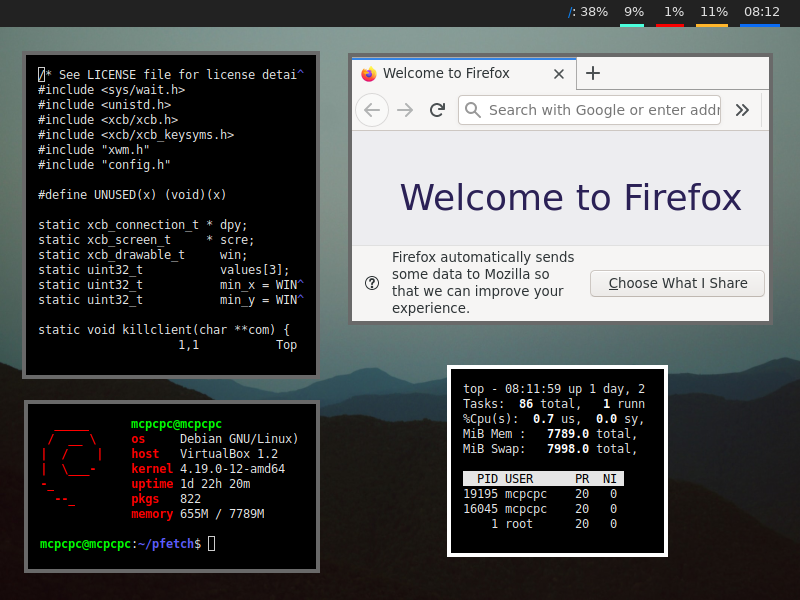 /: 38% 9% 1% 11% 08:12
/* See LICENSE file for license detai^
#include <sys/wait.h>
#include <unistd.h>
#include <xcb/xcb.h>
#include <xcb/xcb_keysyms.h>
#include "xwm.h"
#include "config.h"
#define UNUSED(x) (void)(x)
static xcb_connection_t * dpy;
static xcb_screen_t     * scre;
static xcb_drawable_t     win;
static uint32_t           values[3];
static uint32_t           min_x = WIN^
static uint32_t           min_y = WIN^
static void killclient(char **com) {
1,1           Top
Welcome to Firefox
Search with Google or enter addr
Welcome to Firefox
Firefox automatically sends
some data to Mozilla so
that we can improve your
experience.
Choose What I Share
mcpcpc@mcpcpc
os     Debian GNU/Linux)
host   VirtualBox 1.2
kernel 4.19.0-12-amd64
uptime 1d 22h 20m
pkgs   822
memory 655M / 7789M
mcpcpc@mcpcpc:~/pfetch$
top - 08:11:59 up 1 day, 2
Tasks:  86 total,   1 runn
%Cpu(s):  0.7 us,  0.0 sy,
MiB Mem :   7789.0 total,
MiB Swap:   7998.0 total,
PID USER      PR  NI
19195 mcpcpc    20   0
16045 mcpcpc    20   0
1 root      20   0